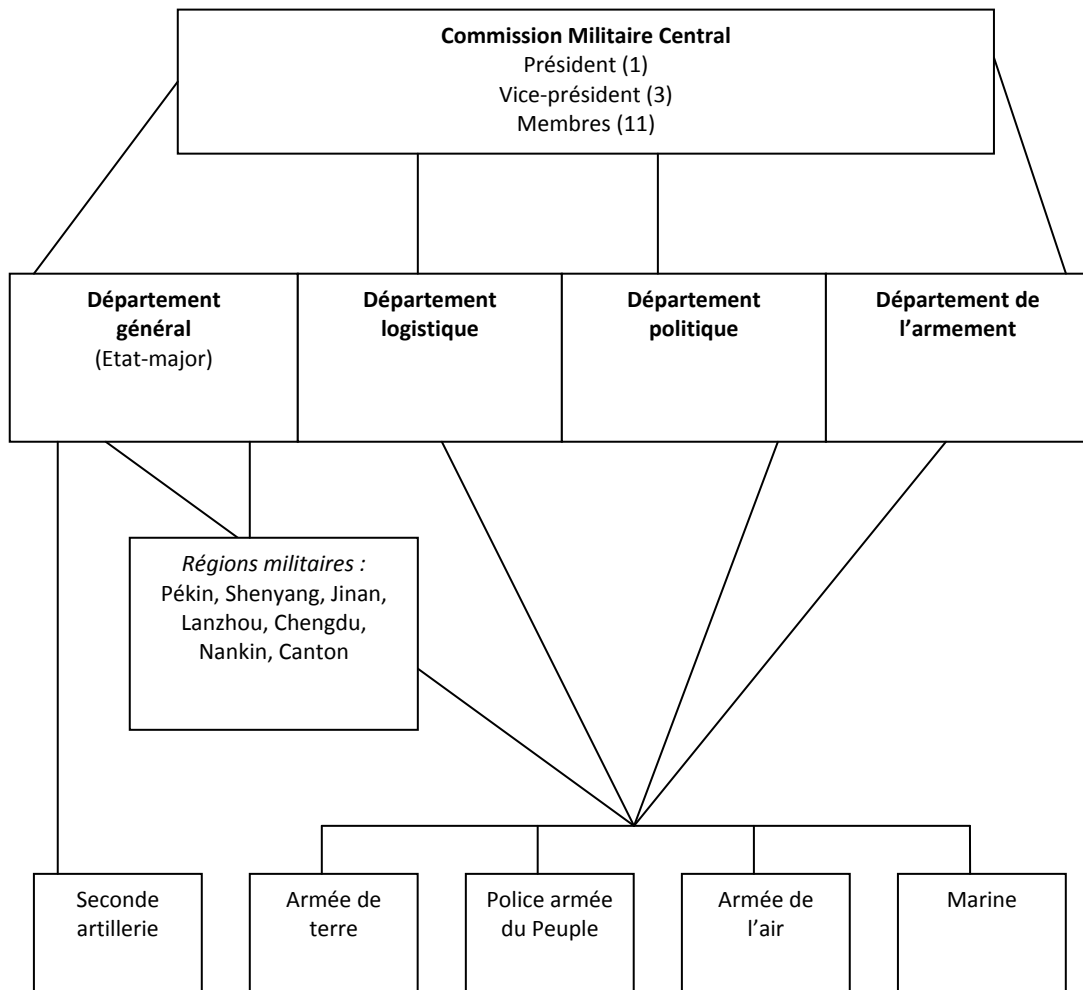 Commission Militaire Central
Président (1)
Vice-président (3)
Membres (11)
Département
général
(Etat-major)
Département
logistique
Département
politique
Département de
l’armement
Régions militaires :
Pékin, Shenyang, Jinan,
Lanzhou, Chengdu,
Nankin, Canton
Seconde
artillerie
Armée de
terre
Police armée
du Peuple
Armée de
l’air
Marine